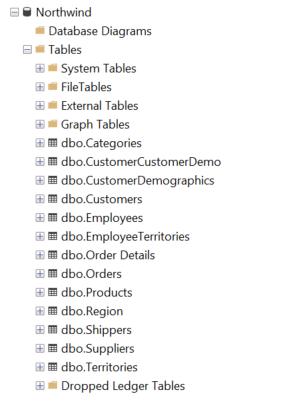 Northwind
Database Diagrams
Tables
System Tables
FileTables
External Tables
Graph Tables
dbo.Categories
dbo.CustomerCustomerDemo
dbo.CustomerDemographics
dbo.Customers
dbo.Employees
dbo.EmployeeTerritories
dbo.Order Details
dbo.Orders
dbo.Products
dbo.Region
dbo.Shippers
dbo.Suppliers
dbo.Territories
Dropped Ledger Tables